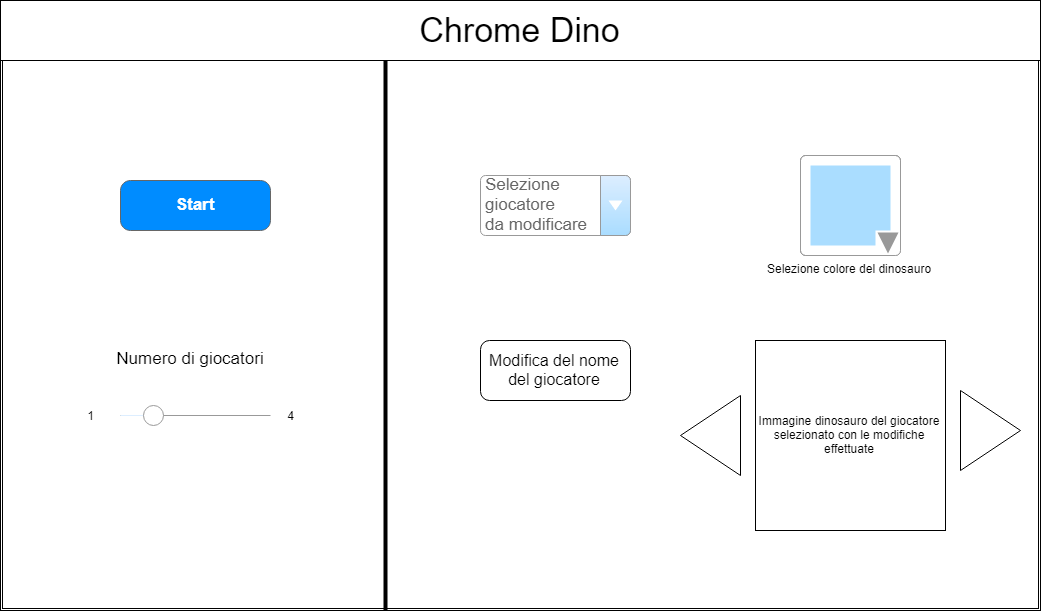 Chrome Dino
Start
Numero di giocatori
1
4
Selezione
giocatore
da modificare
Selezione colore del dinosauro
Modifica del nome
del giocatore
Immagine dinosauro del giocatore
selezionato con le modifiche
effettuate